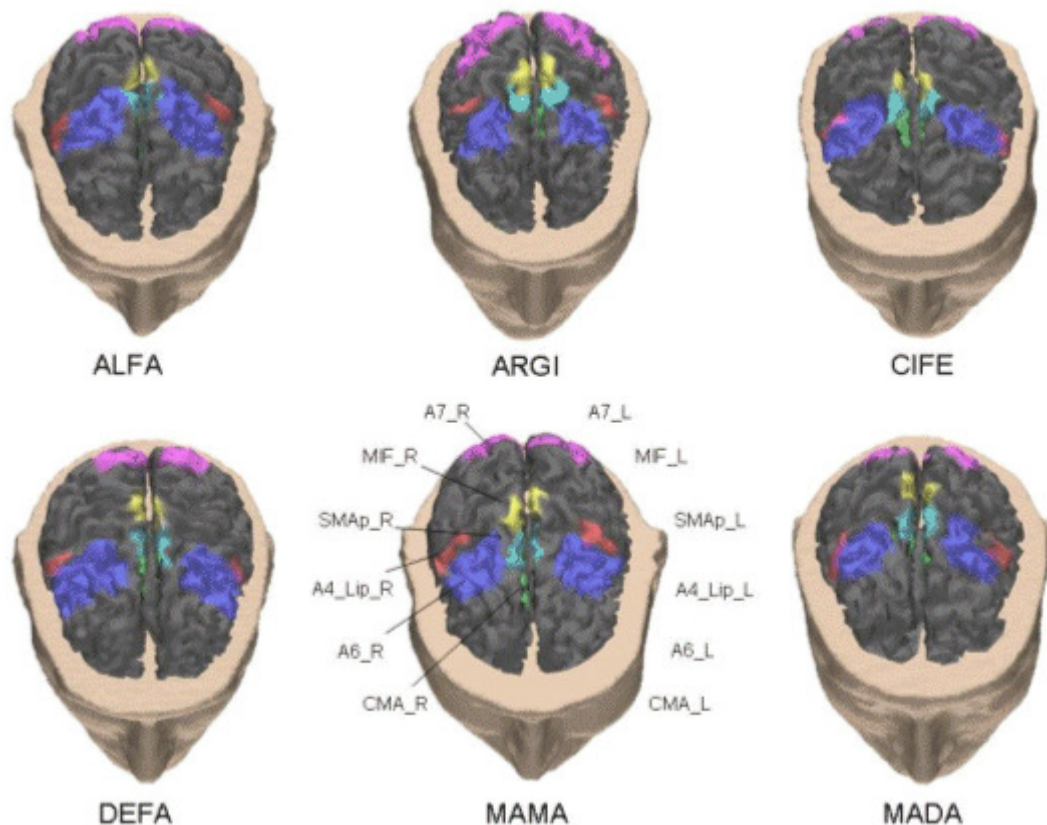 ALFA
ARGI
CIFE
A7_R
A7_L
MIF_R
MIF_L
SMAp_R
SMAp_L
A4_Lip_R
A4_Lip_L
A6_R
A6_L
CMA_R
CMA_L
DEFA
MAMA
MADA